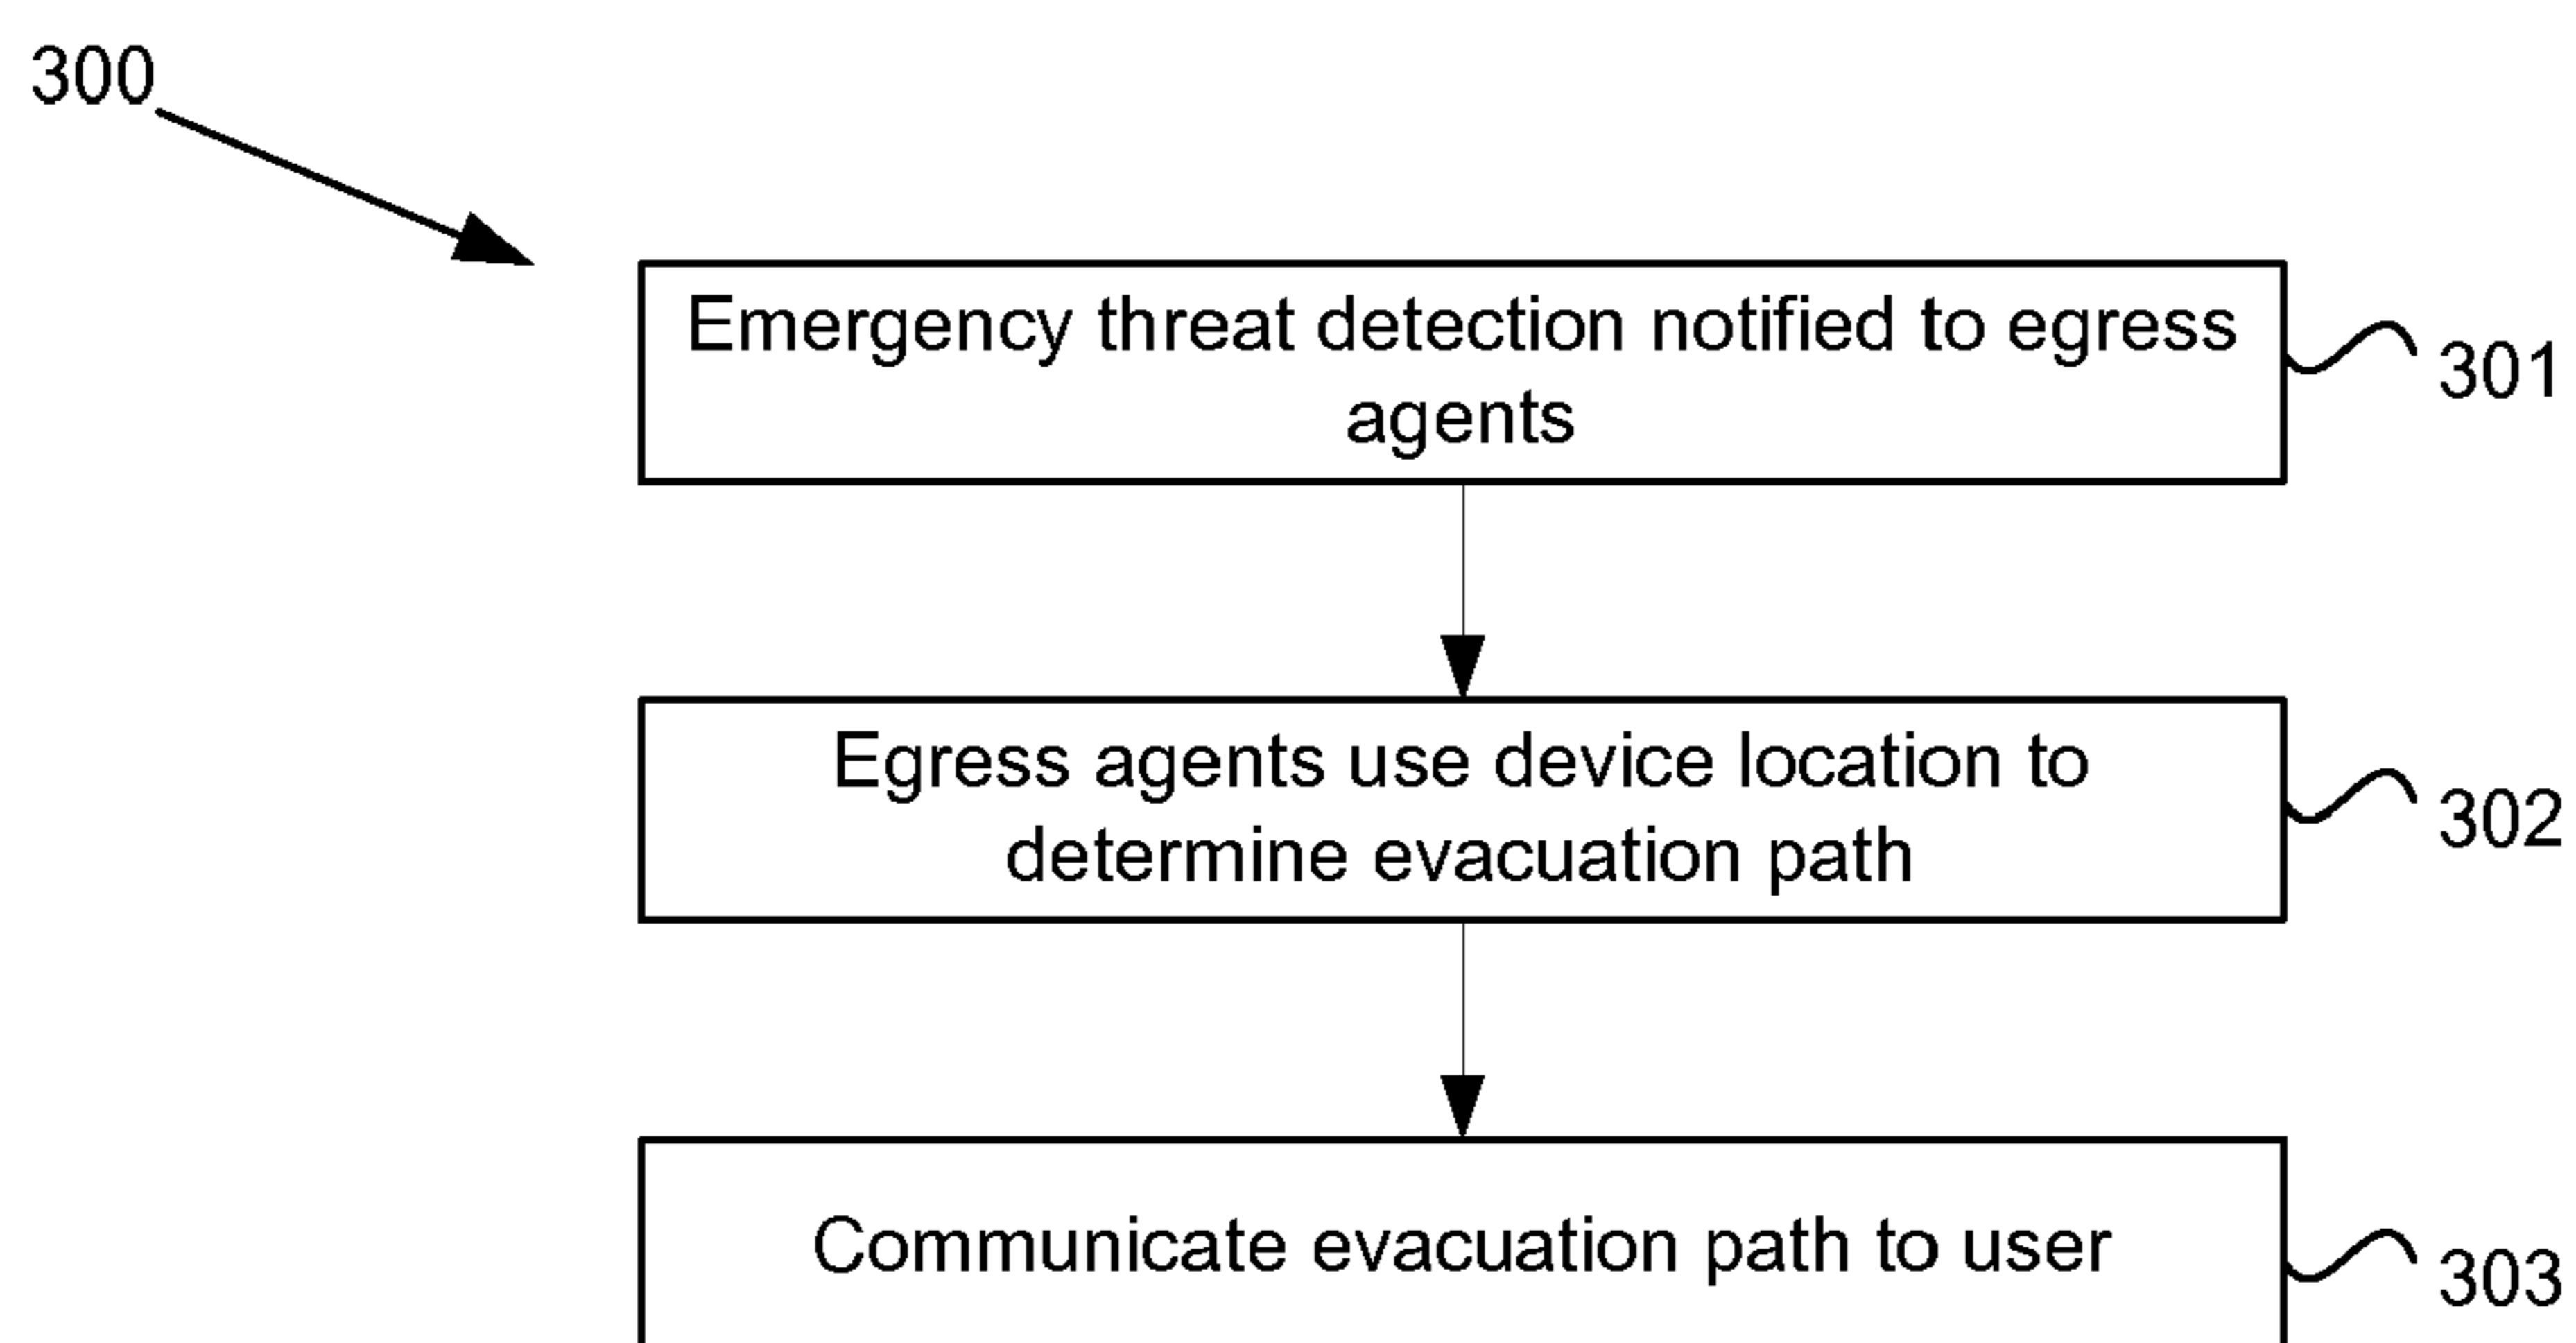 300
Emergency threat detection notified to egress
agents
301
Egress agents use device location to
determine evacuation path
302
Communicate evacuation path to user
303